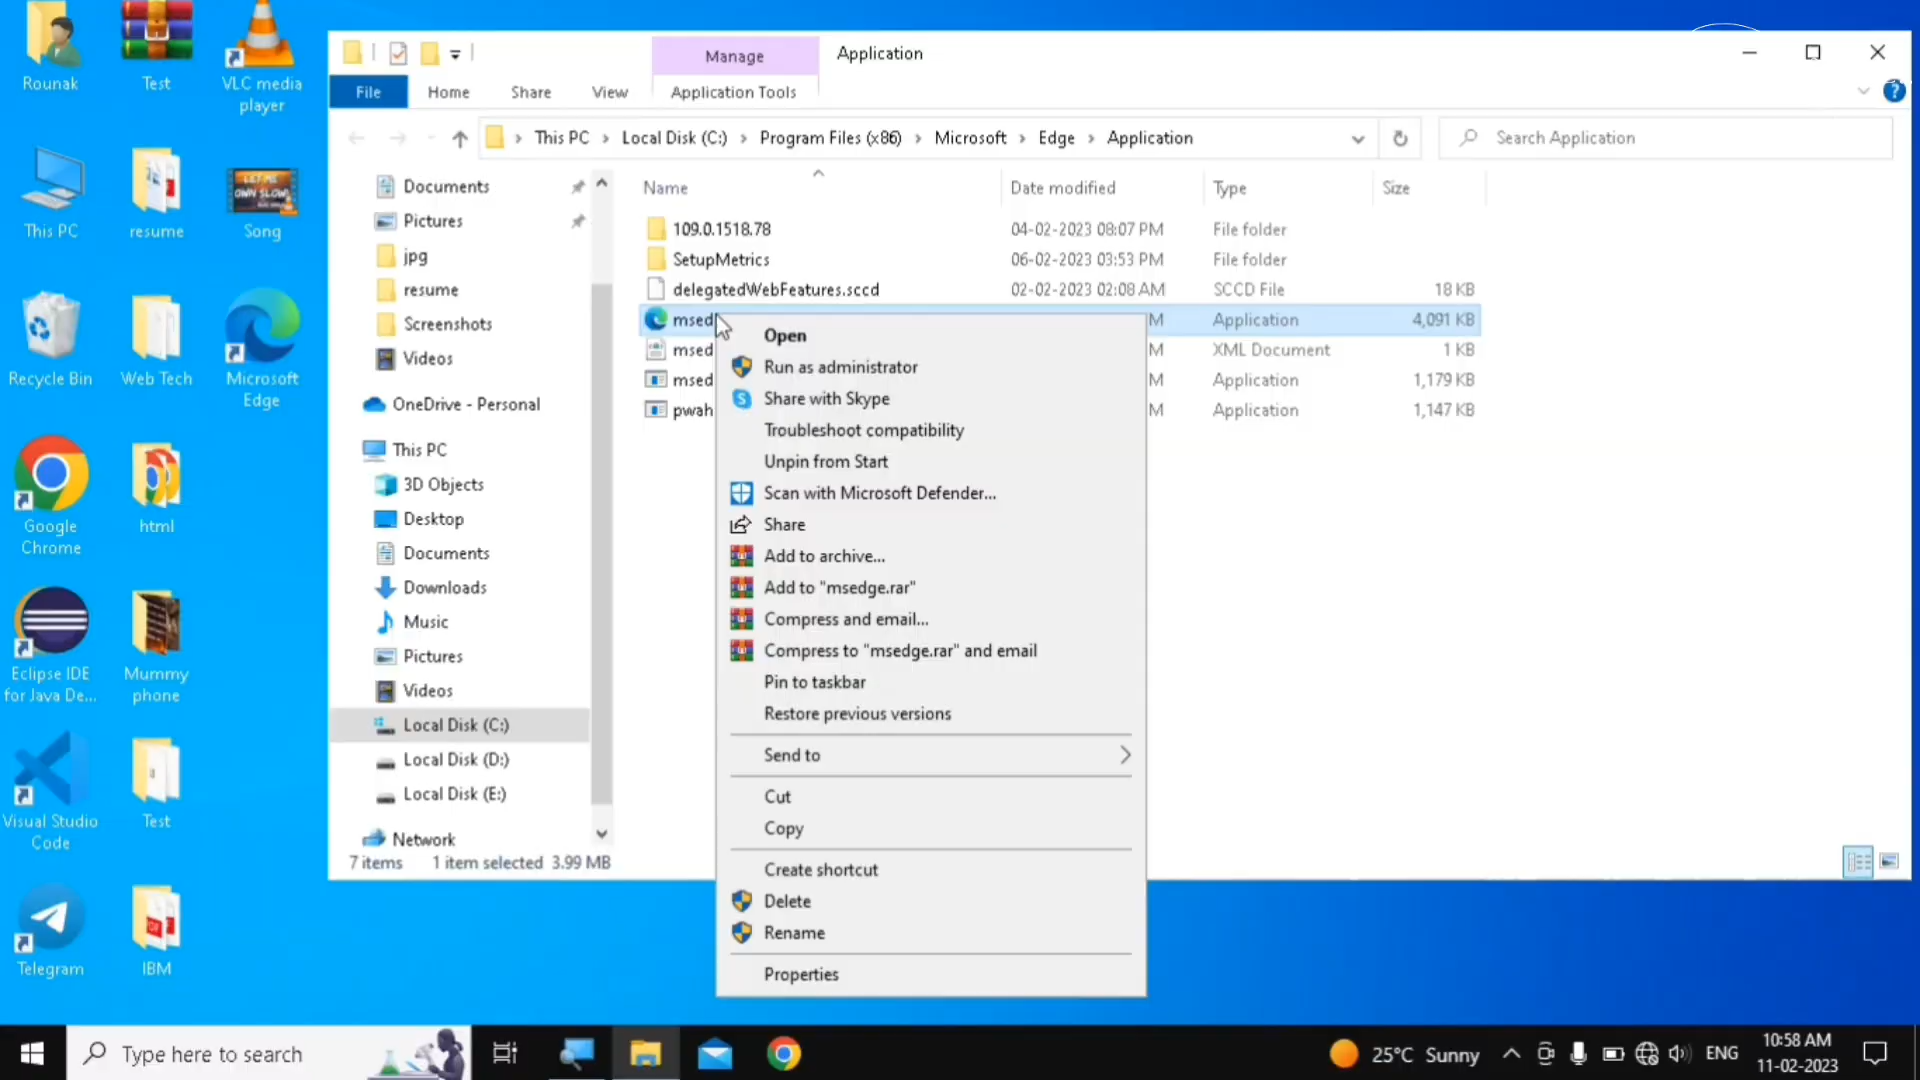 Rounak
Test
VLC media
player
This PC
resume
Song
Recycle Bin
Web Tech
Microsoft
Edge
Google
Chrome
html
Eclipse IDE
for Java De...
Mummy
phone
Visual Studio
Code
Test
Telegram
IBM
Manage
Application
File
Home
Share
View
Application Tools
This PC
Local Disk (C:)
Program Files (x86)
Microsoft
Edge
Application
Search Application
Documents
Pictures
jpg
resume
Screenshots
Videos
OneDrive - Personal
This PC
3D Objects
Desktop
Documents
Downloads
Music
Pictures
Videos
Local Disk (C:)
Local Disk (D:)
Local Disk (E:)
Network
7 items 1 item selected 3.99 MB
Name Date modified Type Size
109.0.1518.78 04-02-2023 08:07 PM File folder
SetupMetrics 06-02-2023 03:53 PM File folder
delegatedWebFeatures.sccd 02-02-2023 02:08 AM SCCD File 18 KB
msed M Application 4,091 KB
msed M XML Document 1 KB
msed M Application 1,179 KB
pwah M Application 1,147 KB
Open
Run as administrator
Share with Skype
Troubleshoot compatibility
Unpin from Start
Scan with Microsoft Defender...
Share
Add to archive...
Add to "msedge.rar"
Compress and email...
Compress to "msedge.rar" and email
Pin to taskbar
Restore previous versions
Send to
Cut
Copy
Create shortcut
Delete
Rename
Properties
Type here to search
25°C Sunny
ENG
10:58 AM
11-02-2023